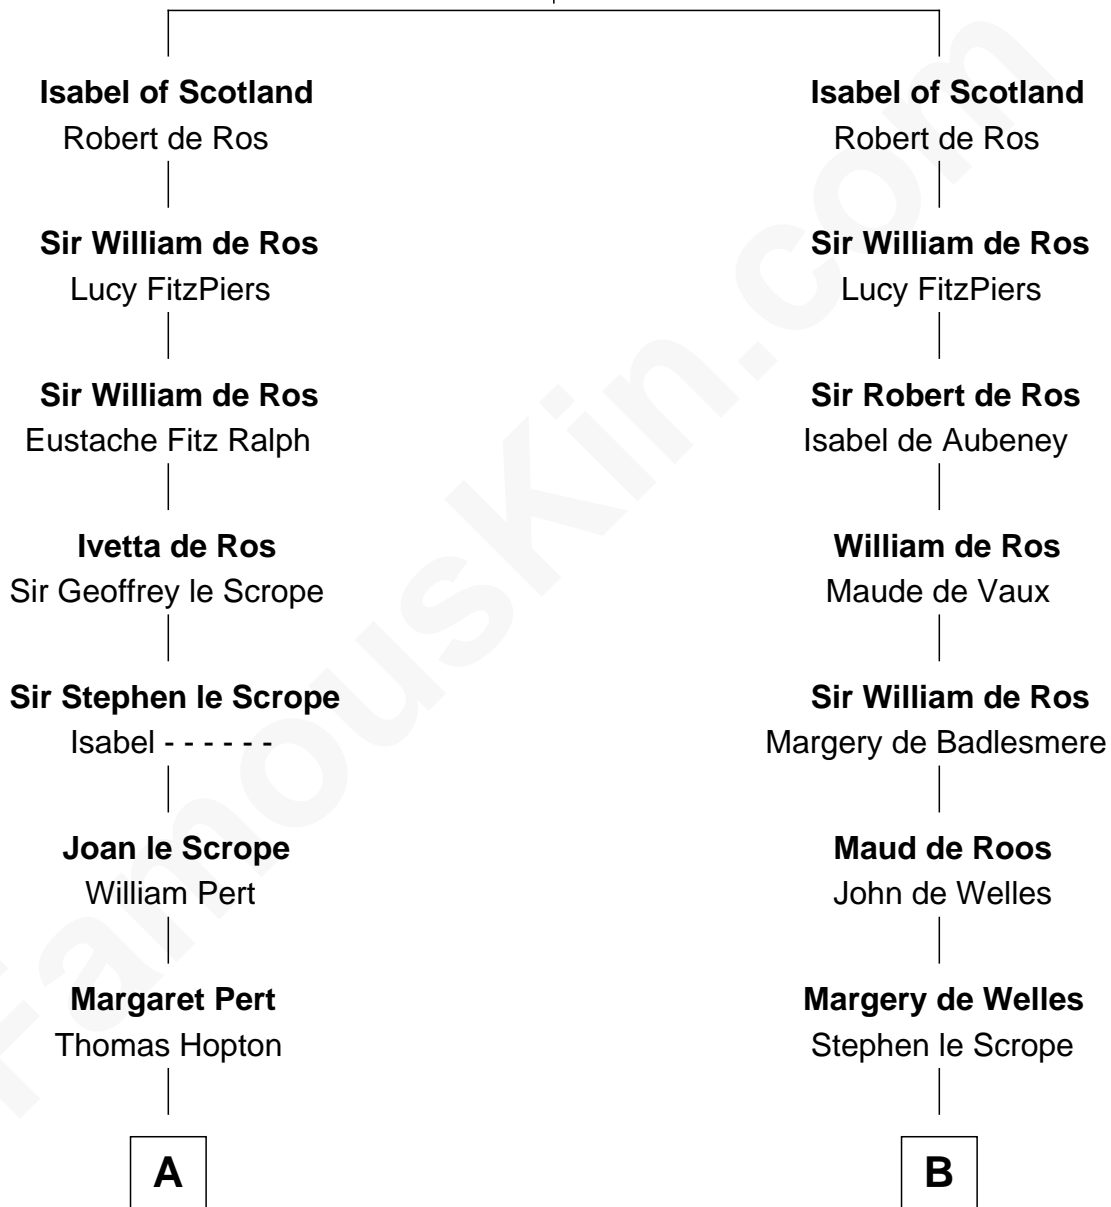 Isabel of Scotland
Robert de Ros
Sir William de Ros
Lucy FitzPiers
Sir William de Ros
Eustache Fitz Ralph
Ivetta de Ros
Sir Geoffrey le Scrope
Sir Stephen le Scrope
Isabel - - - - - -
Joan le Scrope
William Pert
Margaret Pert
Thomas Hopton
A
Isabel of Scotland
Robert de Ros
Sir William de Ros
Lucy FitzPiers
Sir Robert de Ros
Isabel de Aubeney
William de Ros
Maude de Vaux
Sir William de Ros
Margery de Badlesmere
Maud de Roos
John de Welles
Margery de Welles
Stephen le Scrope
B
FamousKin.com